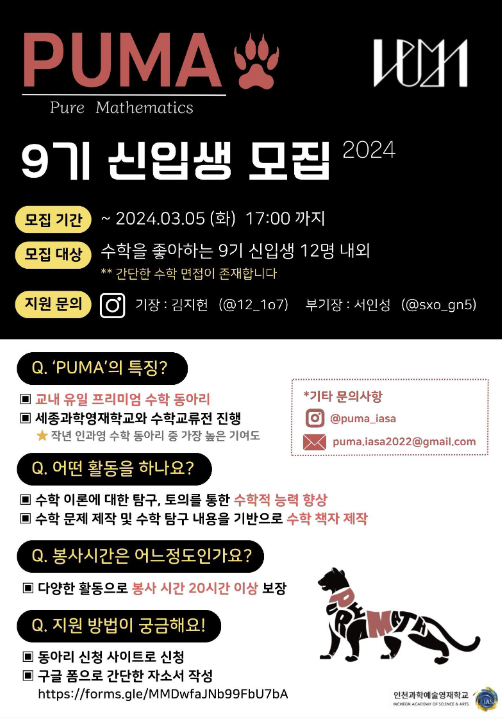 PUMA
Pure Mathematics
PUMA
9기 신입생 모집 2024
모집 기간 ~ 2024.03.05 (화) 17:00 까지
모집 대상 수학을 좋아하는 9기 신입생 12명 내외
** 간단한 수학 면접이 존재합니다
지원 문의 기장 : 김지헌 (@12_1o7) 부기장 : 서인성 (@sxo_gn5)
Q. 'PUMA'의 특징?
▣ 교내 유일 프리미엄 수학 동아리
▣ 세종과학영재학교와 수학교류전 진행
★ 작년 인과영 수학 동아리 중 가장 높은 기여도
*기타 문의사항
@puma_iasa
puma.iasa2022@gmail.com
Q. 어떤 활동을 하나요?
▣ 수학 이론에 대한 탐구, 토의를 통한 수학적 능력 향상
▣ 수학 문제 제작 및 수학 탐구 내용을 기반으로 수학 책자 제작
Q. 봉사시간은 어느정도인가요?
▣ 다양한 활동으로 봉사 시간 20시간 이상 보장
Q. 지원 방법이 궁금해요!
▣ 동아리 신청 사이트로 신청
▣ 구글 폼으로 간단한 자소서 작성
https://forms.gle/MMDwfaJNb99FbU7bA
PURE MATH
인천과학예술영재학교
INCHEON ACADEMY OF SCIENCE & ARTS